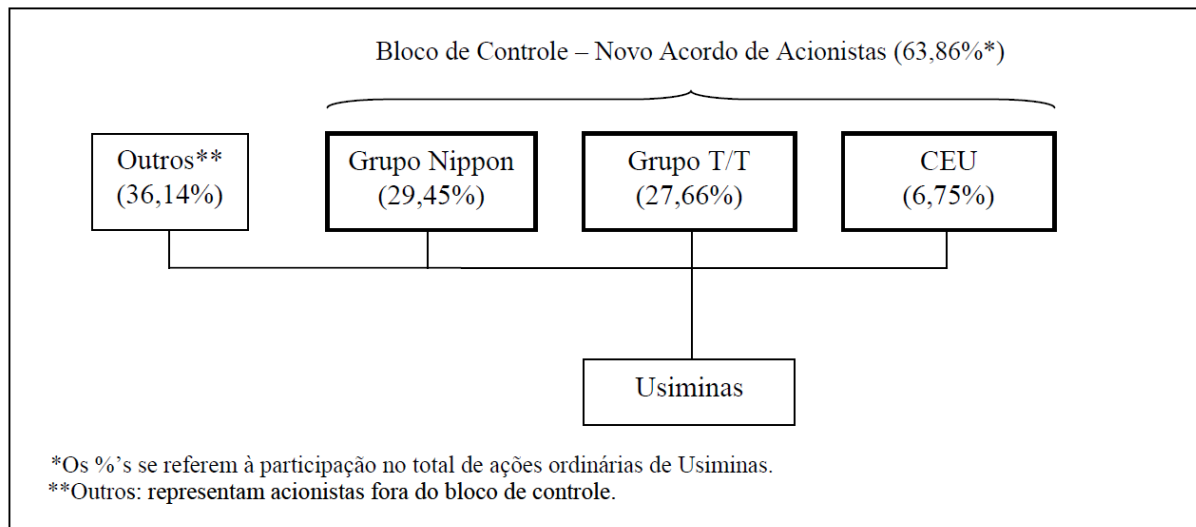 Bloco de Controle – Novo Acordo de Acionistas (63,86%*)
Outros**
(36,14%)
Grupo Nippon
(29,45%)
Grupo T/T
(27,66%)
CEU
(6,75%)
Usiminas
*Os %'s se referem à participação no total de ações ordinárias de Usiminas.
**Outros: representam acionistas fora do bloco de controle.